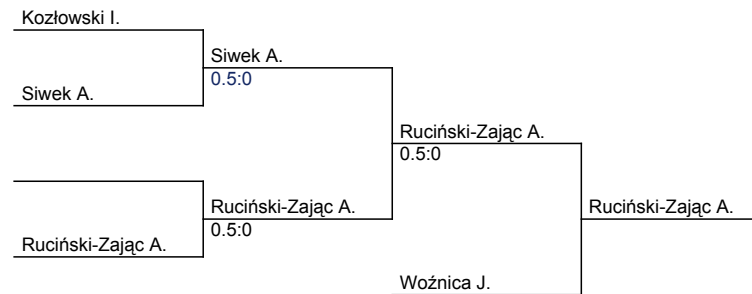 Kozłowski I.
Siwek A.
0.5:0
Siwek A.
Ruciński-Zając A.
0.5:0
Ruciński-Zając A.
0.5:0
Ruciński-Zając A.
Ruciński-Zając A.
Woźnica J.